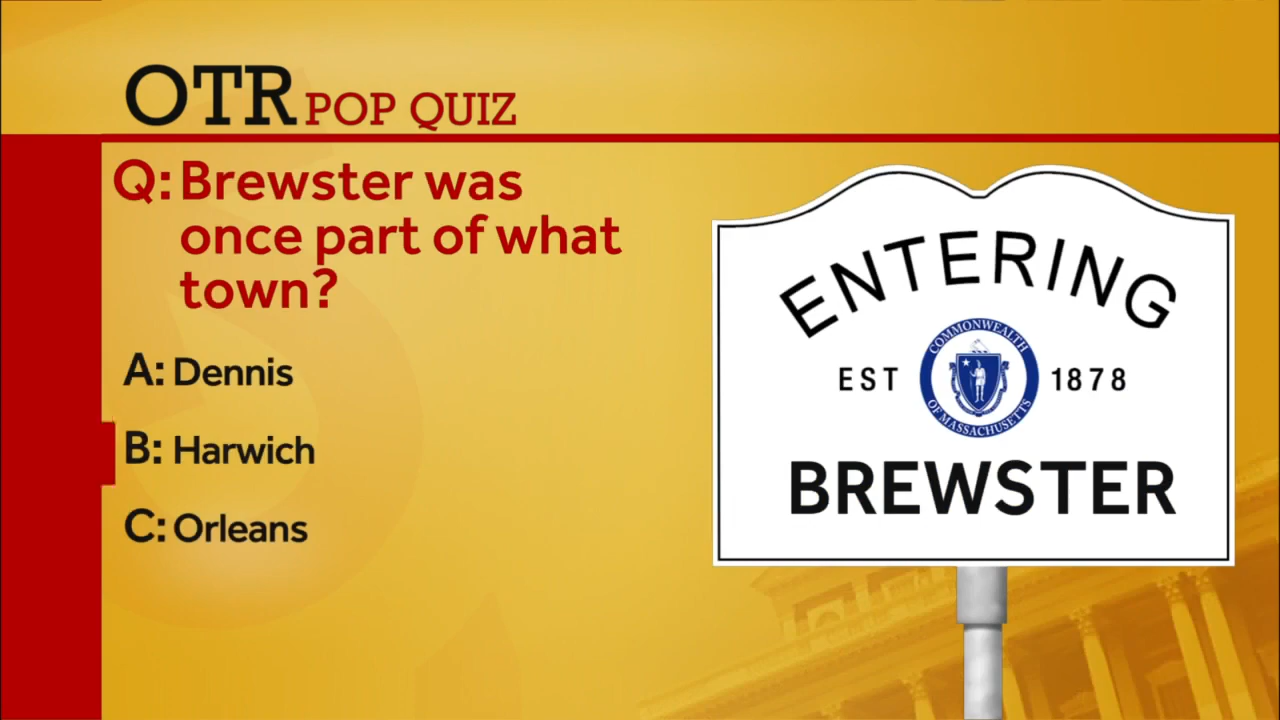 OTR POP QUIZ
Q: Brewster was
once part of what
town?
A: Dennis
B: Harwich
C: Orleans
ENTERING
EST 1878
COMMONWEALTH
OF MASSACHUSETTS
BREWSTER